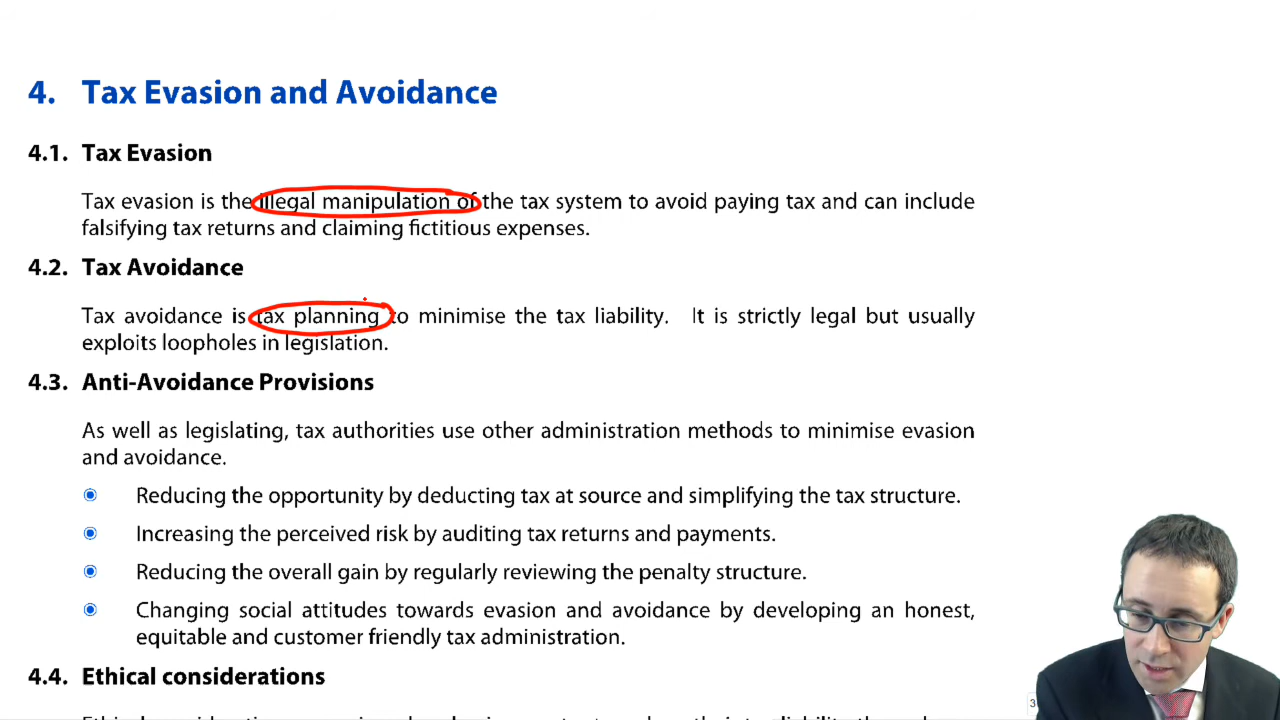 4. Tax Evasion and Avoidance
4.1. Tax Evasion
Tax evasion is the illegal manipulation of the tax system to avoid paying tax and can include
falsifying tax returns and claiming fictitious expenses.
4.2. Tax Avoidance
Tax avoidance is tax planning to minimise the tax liability. It is strictly legal but usually
exploits loopholes in legislation.
4.3. Anti-Avoidance Provisions
As well as legislating, tax authorities use other administration methods to minimise evasion
and avoidance.
Reducing the opportunity by deducting tax at source and simplifying the tax structure.
Increasing the perceived risk by auditing tax returns and payments.
Reducing the overall gain by regularly reviewing the penalty structure.
Changing social attitudes towards evasion and avoidance by developing an honest,
equitable and customer friendly tax administration.
3
4.4. Ethical considerations